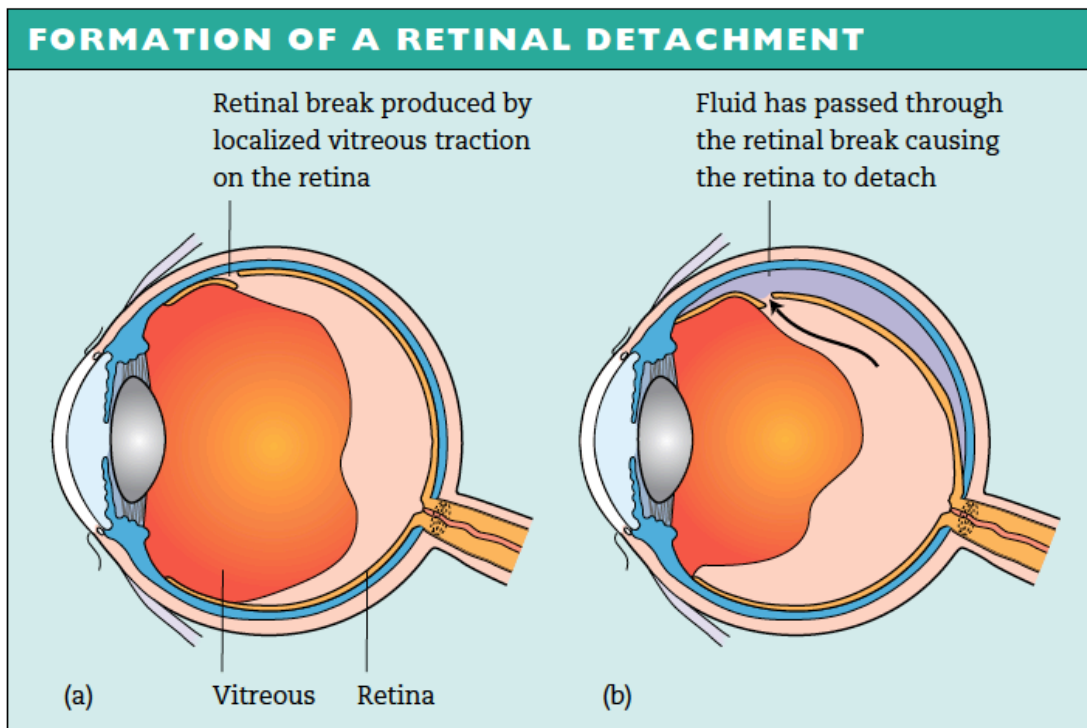 FORMATION OF A RETINAL DETACHMENT
Retinal break produced by
localized vitreous traction
on the retina
Fluid has passed through
the retinal break causing
the retina to detach
(a)
Vitreous
Retina
(b)